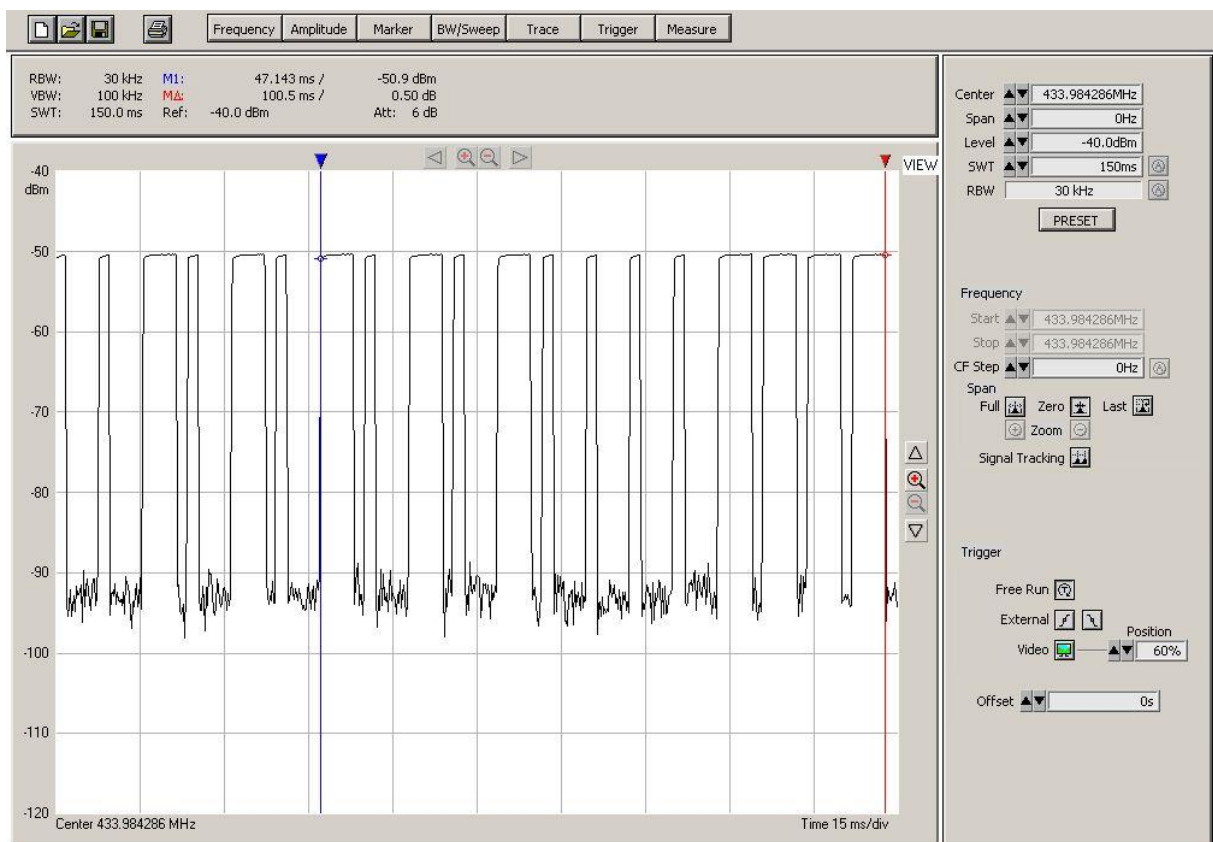 Frequency Amplitude Marker BW/Sweep Trace Trigger Measure
RBW: 30 kHz M1: 47.143 ms / -50.9 dBm
VBW: 100 kHz MΔ: 100.5 ms / 0.50 dB
SWT: 150.0 ms Ref: -40.0 dBm Att: 6 dB
VIEW
-40
dBm
-50
-60
-70
-80
-90
-100
-110
-120
Center 433.984286 MHz Time 15 ms/div
Center 433.984286MHz
Span 0Hz
Level -40.0dBm
SWT 150ms
RBW 30 kHz
PRESET
Frequency
Start 433.984286MHz
Stop 433.984286MHz
CF Step 0Hz
Span
Full Zero Last
Zoom
Signal Tracking
Trigger
Free Run
External
Position
Video 60%
Offset 0s